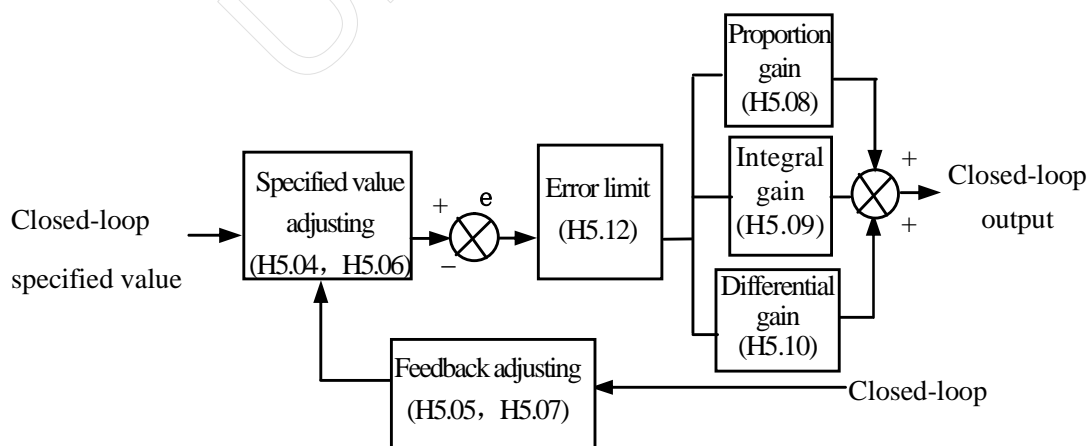 Closed-loop
specified value
Specified value
adjusting
(H5.04，H5.06)
+
−
e
Error limit
(H5.12)
Proportion
gain
(H5.08)
Integral
gain
(H5.09)
Differential
gain
(H5.10)
+
+
Closed-loop
output
Feedback adjusting
(H5.05，H5.07)
Closed-loop